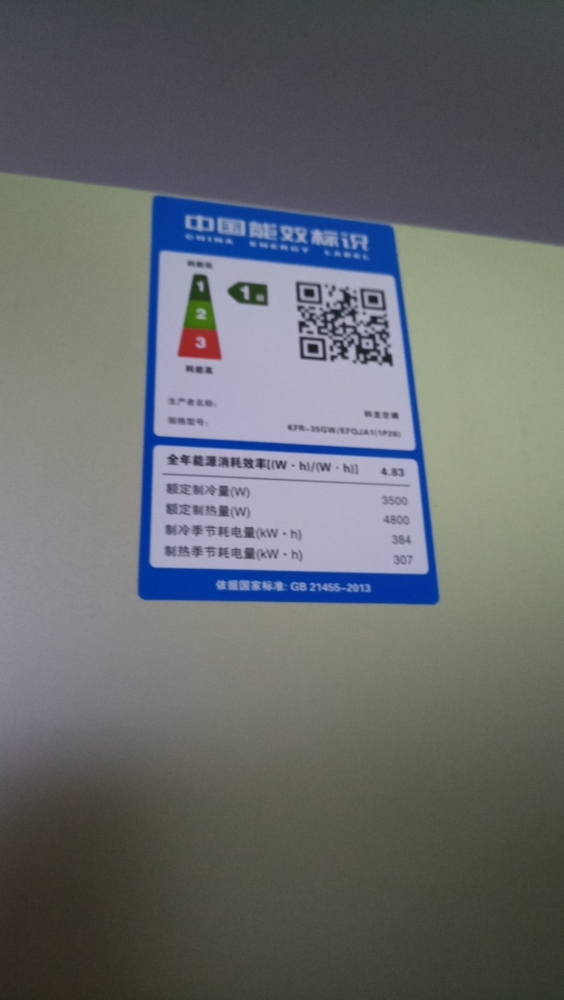 中国能效标识
CHINA ENERGY LABEL
耗能低
1
2
3
1级
耗能高
生产者名称:
科龙空调
规格型号:
KFR-35GW/EFQJA1(1P29)
全年能源消耗效率[(W·h)/(W·h)] 4.83
额定制冷量(W) 3500
额定制热量(W) 4800
制冷季节耗电量(kW·h) 384
制热季节耗电量(kW·h) 307
依据国家标准: GB 21455-2013